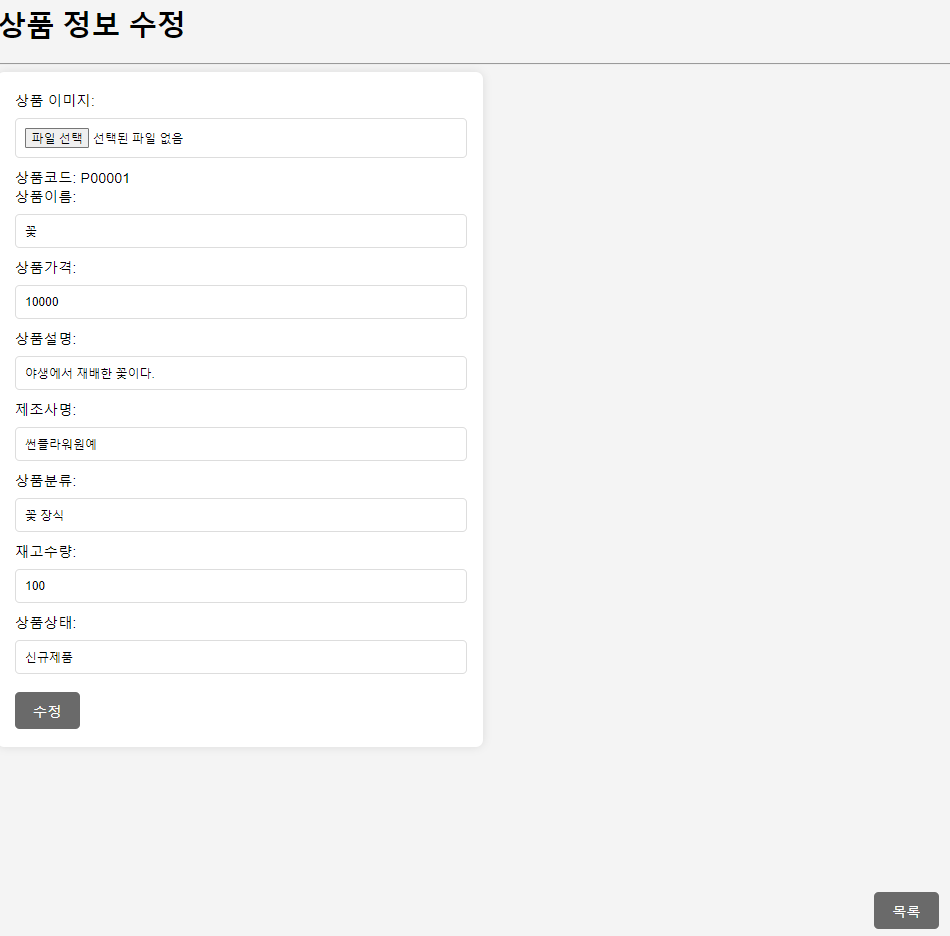 상품 정보 수정
상품 이미지:
파일 선택 선택된 파일 없음
상품코드: P00001
상품이름:
꽃
상품가격:
10000
상품설명:
야생에서 재배한 꽃이다.
제조사명:
썬플라워원예
상품분류:
꽃 장식
재고수량:
100
상품상태:
신규제품
수정
목록